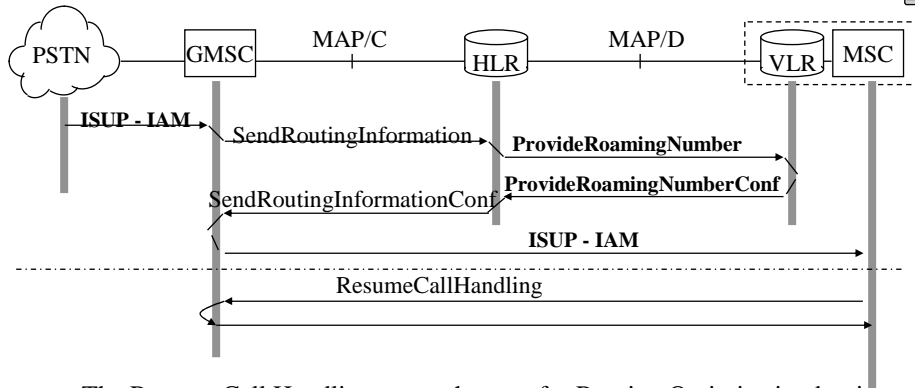 PSTN
GMSC
MAP/C
HLR
MAP/D
VLR
MSC
ISUP - IAM
SendRoutingInformation
ProvideRoamingNumber
ProvideRoamingNumberConf
SendRoutingInformationConf
ISUP - IAM
ResumeCallHandling